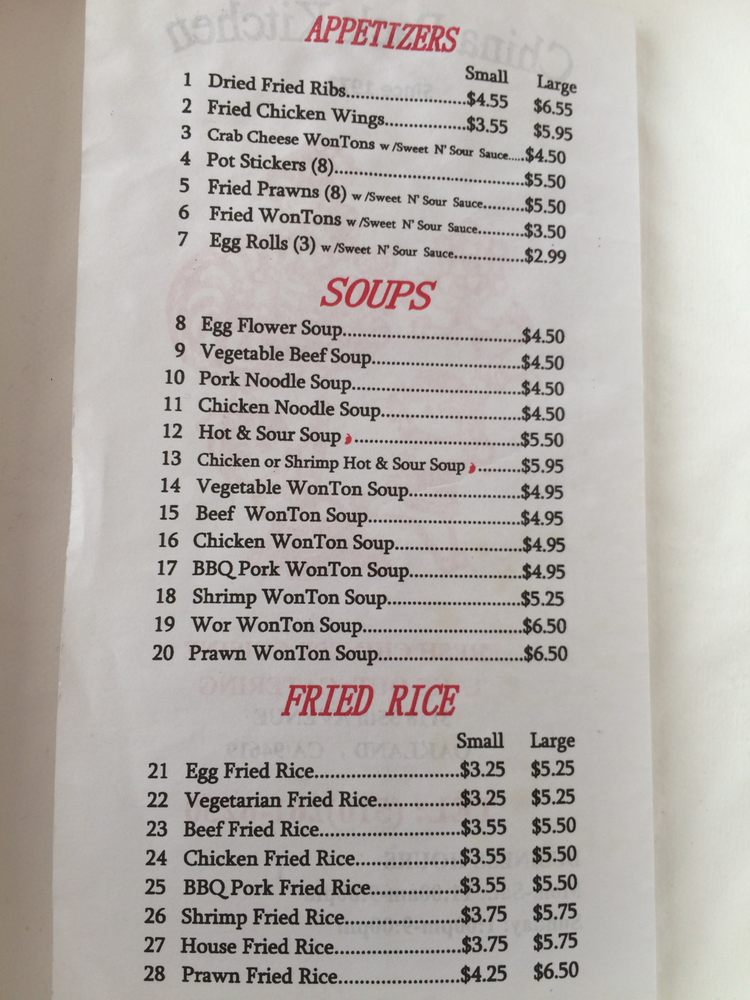 APPETIZERS
Small Large
1 Dried Fried Ribs.......................$4.55 $6.55
2 Fried Chicken Wings...............$3.55 $5.95
3 Crab Cheese WonTons w /Sweet N' Sour Sauce.....$4.50
4 Pot Stickers (8)...................................$5.50
5 Fried Prawns (8) w /Sweet N' Sour Sauce.........$5.50
6 Fried WonTons w /Sweet N' Sour Sauce..........$3.50
7 Egg Rolls (3) w /Sweet N' Sour Sauce...............$2.99
SOUPS
8 Egg Flower Soup.................................$4.50
9 Vegetable Beef Soup...........................$4.50
10 Pork Noodle Soup...............................$4.50
11 Chicken Noodle Soup.........................$4.50
12 Hot & Sour Soup ...............................$5.50
13 Chicken or Shrimp Hot & Sour Soup .........$5.95
14 Vegetable WonTon Soup.....................$4.95
15 Beef WonTon Soup............................$4.95
16 Chicken WonTon Soup.......................$4.95
17 BBQ Pork WonTon Soup.....................$4.95
18 Shrimp WonTon Soup.........................$5.25
19 Wor WonTon Soup..............................$6.50
20 Prawn WonTon Soup...........................$6.50
FRIED RICE
Small Large
21 Egg Fried Rice...........................$3.25 $5.25
22 Vegetarian Fried Rice...............$3.25 $5.25
23 Beef Fried Rice..........................$3.55 $5.50
24 Chicken Fried Rice...................$3.55 $5.50
25 BBQ Pork Fried Rice.................$3.55 $5.50
26 Shrimp Fried Rice.....................$3.75 $5.75
27 House Fried Rice.......................$3.75 $5.75
28 Prawn Fried Rice.......................$4.25 $6.50